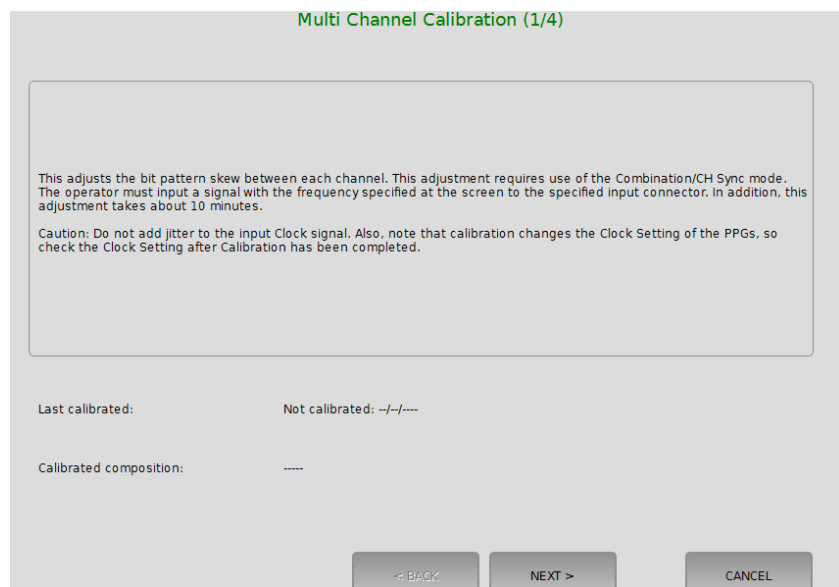 Multi Channel Calibration (1/4)
This adjusts the bit pattern skew between each channel. This adjustment requires use of the Combination/CH Sync mode.
The operator must input a signal with the frequency specified at the screen to the specified input connector. In addition, this
adjustment takes about 10 minutes.
Caution: Do not add jitter to the input Clock signal. Also, note that calibration changes the Clock Setting of the PPGs, so
check the Clock Setting after Calibration has been completed.
Last calibrated: Not calibrated: --/--/----
Calibrated composition: -----
< BACK NEXT > CANCEL